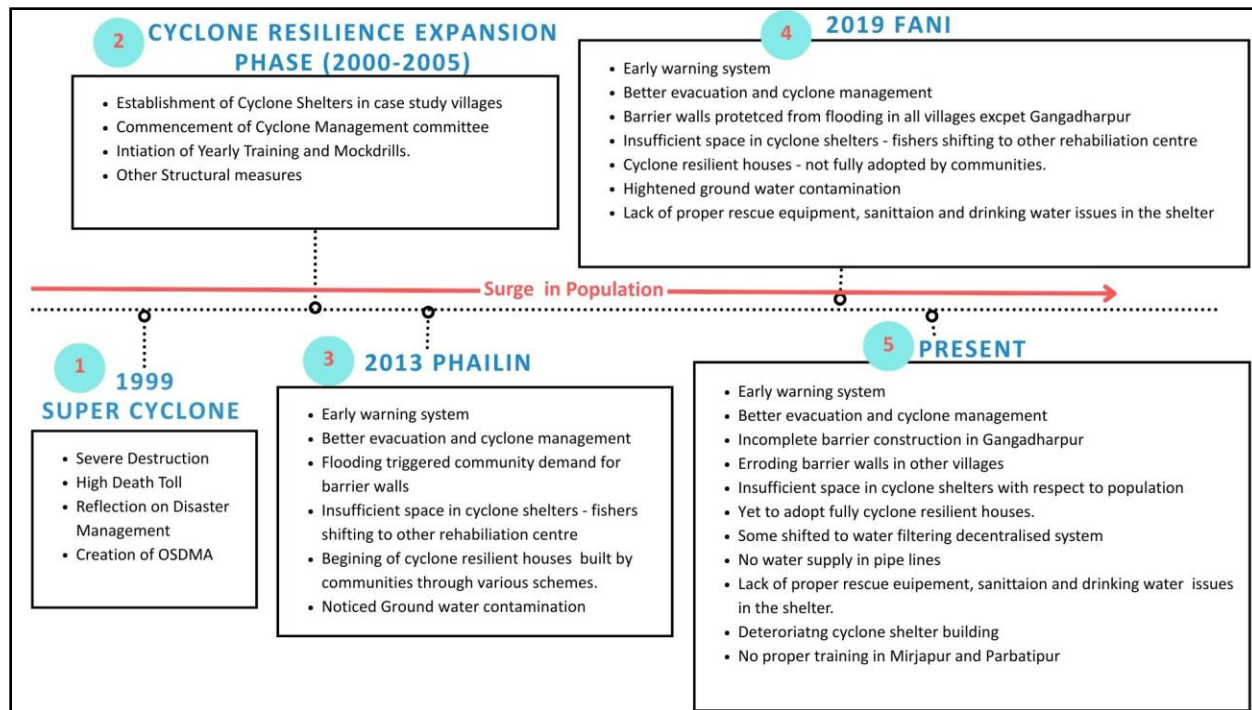 2
CYCLONE RESILIENCE EXPANSION
PHASE (2000-2005)
• Establishment of Cyclone Shelters in case study villages
• Commencement of Cyclone Management committee
• Intiation of Yearly Training and Mockdrills.
• Other Structural measures
4
2019 FANI
• Early warning system
• Better evacuation and cyclone management
• Barrier walls protetced from flooding in all villages excpet Gangadharpur
• Insufficient space in cyclone shelters - fishers shifting to other rehabiliation centre
• Cyclone resilient houses - not fully adopted by communities.
• Hightened ground water contamination
• Lack of proper rescue equipment, sanittaion and drinking water issues in the shelter
Surge in Population
1
1999
SUPER CYCLONE
• Severe Destruction
• High Death Toll
• Reflection on Disaster
Management
• Creation of OSDMA
3
2013 PHAILIN
• Early warning system
• Better evacuation and cyclone management
• Flooding triggered community demand for
barrier walls
• Insufficient space in cyclone shelters - fishers
shifting to other rehabiliation centre
• Begining of cyclone resilient houses built by
communities through various schemes.
• Noticed Ground water contamination
5
PRESENT
• Early warning system
• Better evacuation and cyclone management
• Incomplete barrier construction in Gangadharpur
• Erroding barrier walls in other villages
• Insufficient space in cyclone shelters with respect to population
• Yet to adopt fully cyclone resilient houses.
• Some shifted to water filtering decentralised system
• No water supply in pipe lines
• Lack of proper rescue euipement, sanittaion and drinking water issues
in the shelter.
• Deteroriatng cyclone shelter building
• No proper training in Mirjapur and Parbatipur